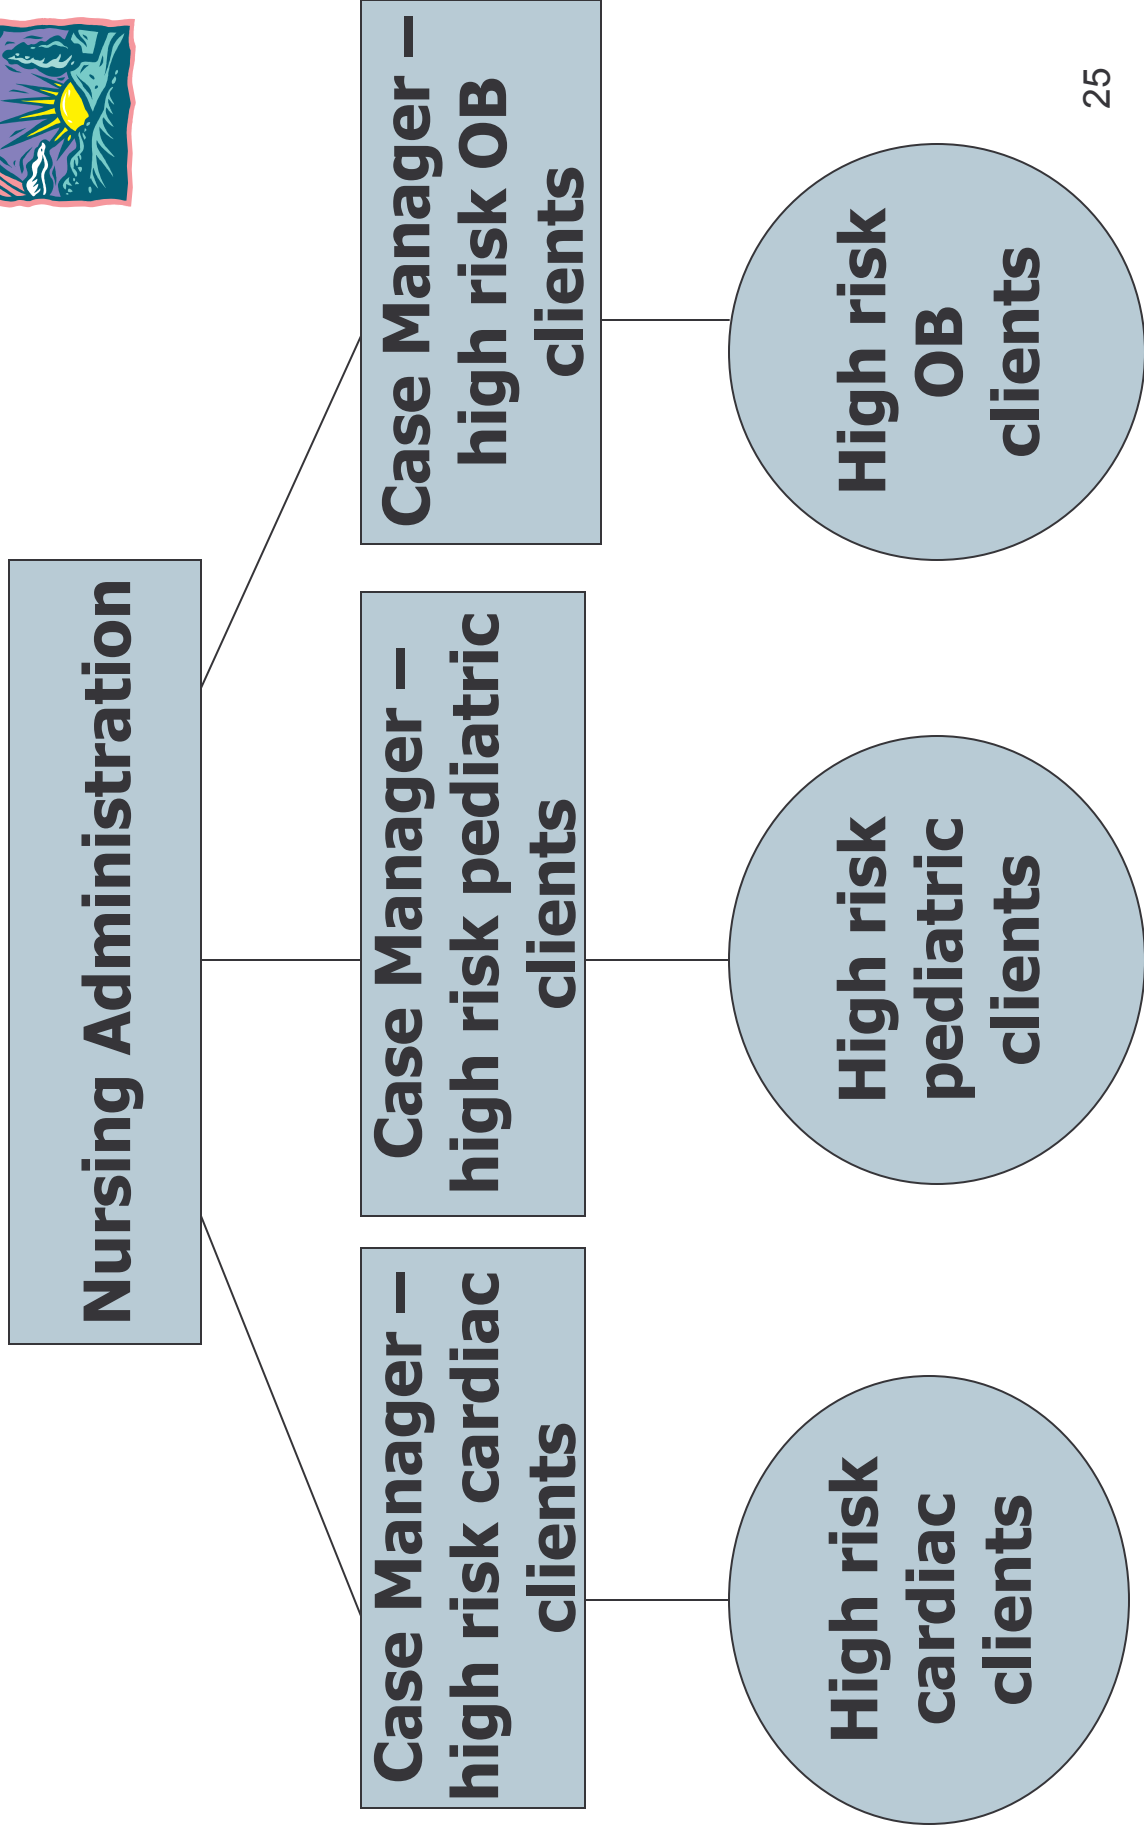 Nursing Administration
Case Manager –
high risk cardiac
clients
Case Manager –
high risk pediatric
clients
Case Manager –
high risk OB
clients
High risk
cardiac
clients
High risk
pediatric
clients
High risk
OB
clients
25